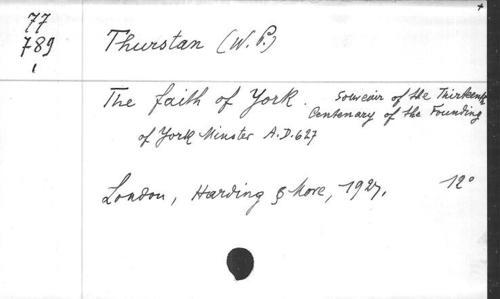 77
789
1
Thurstan (W. P.)
The faith of York. Souvenir of the Thirteenth
Centenary of the Founding
of York Minster A.D. 627
London, Harding & More, 1927. 12°